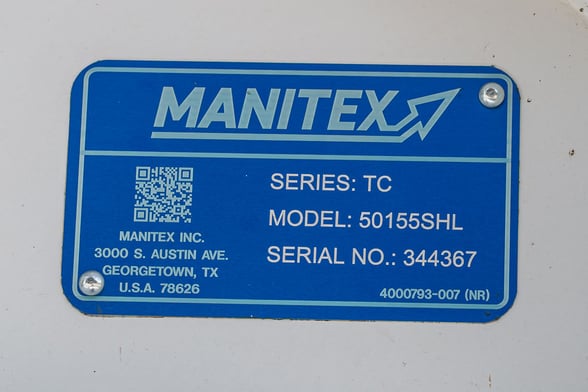 MANITEX
SERIES: TC
MODEL: 50155SHL
SERIAL NO.: 344367
MANITEX INC.
3000 S. AUSTIN AVE.
GEORGETOWN, TX
U.S.A. 78626
4000793-007 (NR)